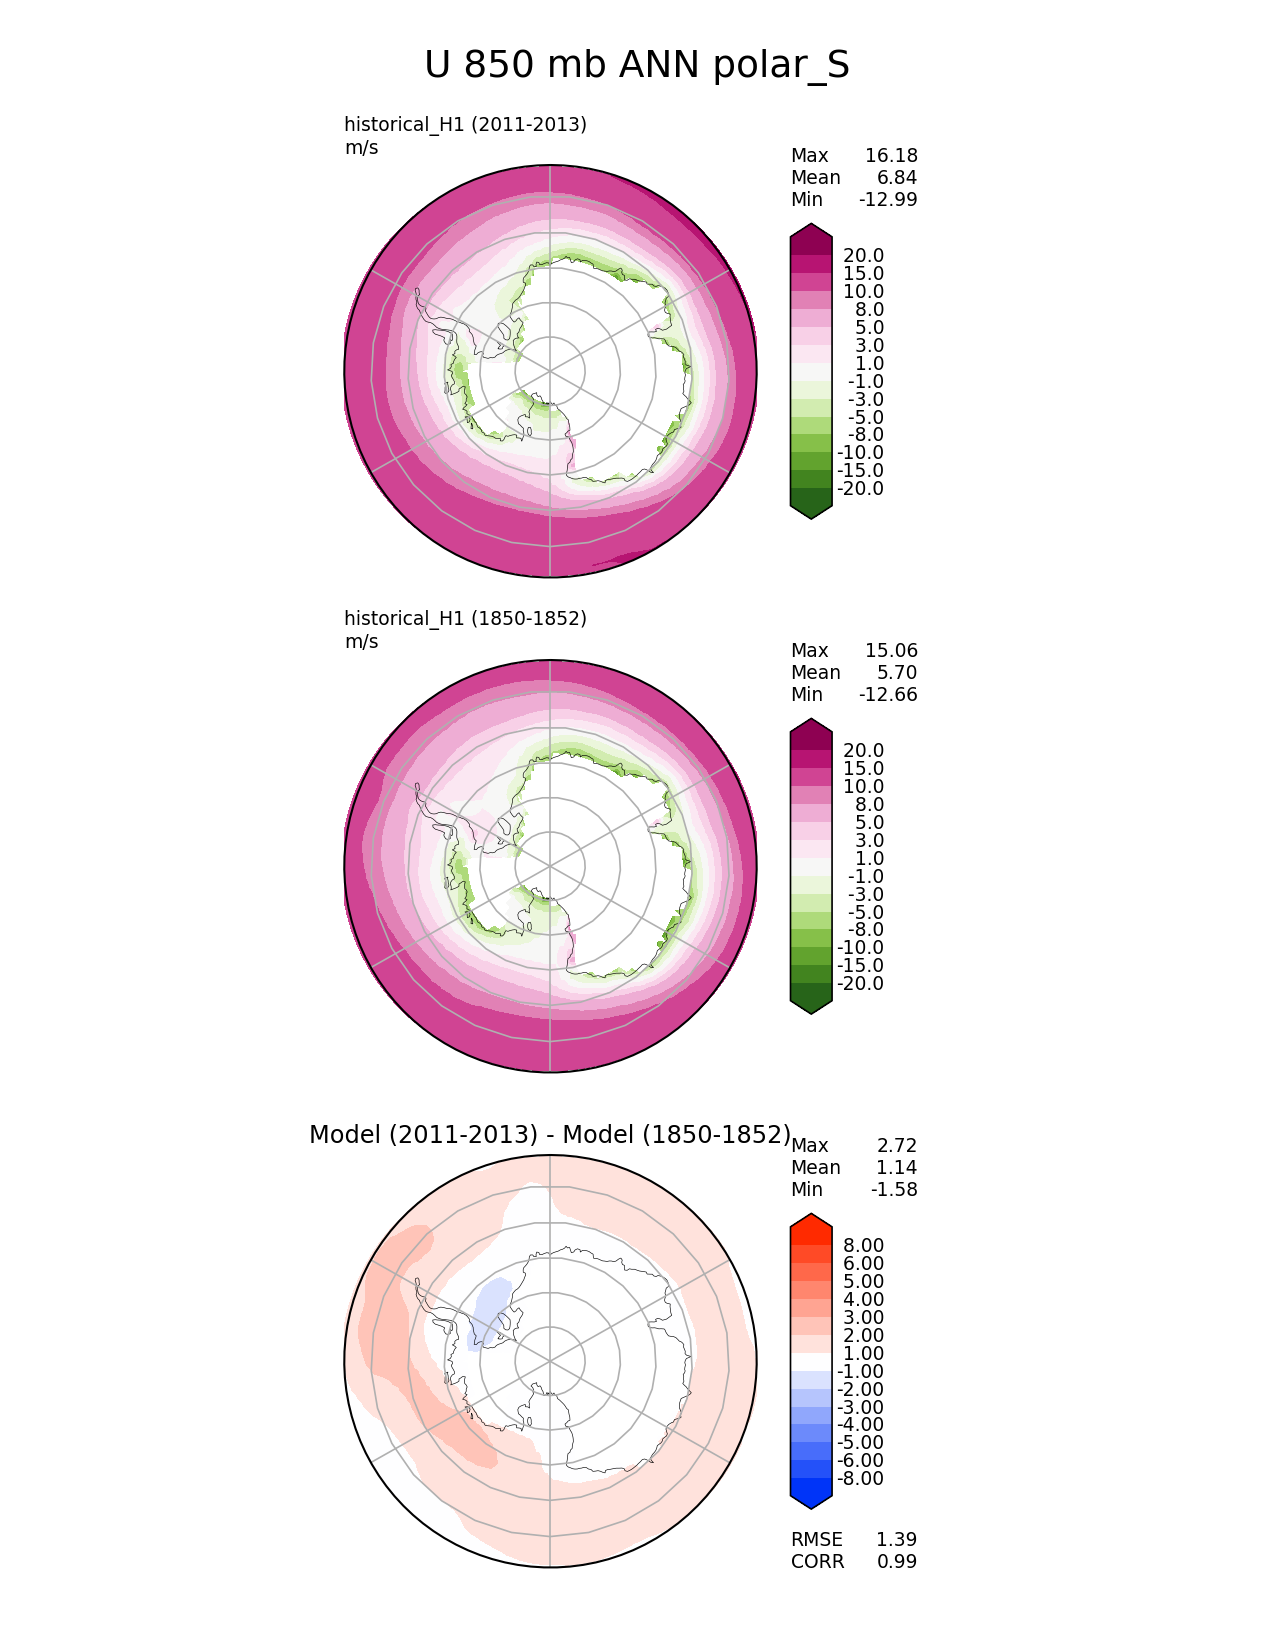 U 850 mb ANN polar_S
historical_H1 (2011-2013)
m/s
Max 16.18
Mean 6.84
Min -12.99
20.0
15.0
10.0
8.0
5.0
3.0
1.0
-1.0
-3.0
-5.0
-8.0
-10.0
-15.0
-20.0
historical_H1 (1850-1852)
m/s
Max 15.06
Mean 5.70
Min -12.66
20.0
15.0
10.0
8.0
5.0
3.0
1.0
-1.0
-3.0
-5.0
-8.0
-10.0
-15.0
-20.0
Model (2011-2013) - Model (1850-1852)
Max 2.72
Mean 1.14
Min -1.58
8.00
6.00
5.00
4.00
3.00
2.00
1.00
-1.00
-2.00
-3.00
-4.00
-5.00
-6.00
-8.00
RMSE 1.39
CORR 0.99